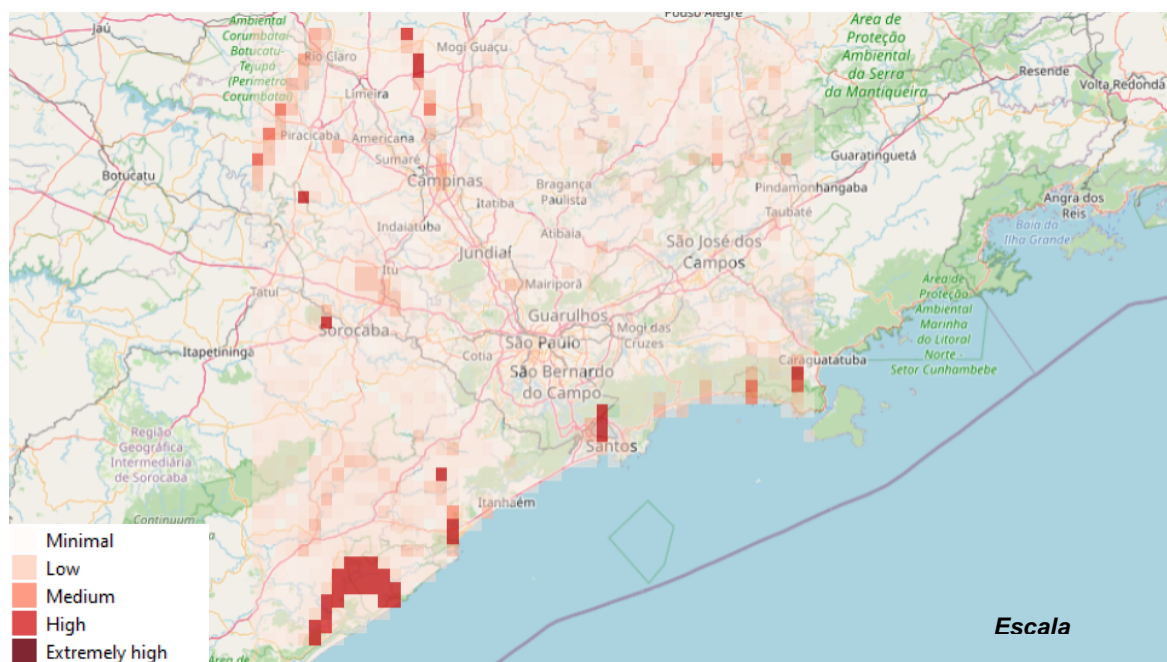 Jaú
Ambiental
Corumbataí
Botucatu-
Tejupá
(Perímetro
Corumbataí)
Rio Claro
Mogi Guaçu
Limeira
Piracicaba
Americana
Sumaré
Campinas
Botucatu
Pouso Alegre
Área de
Proteção
Ambiental
da Serra
da Mantiqueira
Resende
Volta Redonda
Guaratinguetá
Pindamonhangaba
Taubaté
Angra dos
Reis
Baía da
Ilha Grande
Bragança
Paulista
Itatiba
Indaiatuba
Atibaia
Jundiaí
São José dos
Campos
Itu
Mairiporã
Tatuí
Guarulhos
Sorocaba
Mogi das
Cruzes
São Paulo
Cotia
Itapetininga
São Bernardo
do Campo
Caraguatatuba
Área de
Proteção
Ambiental
Marinha
do Litoral
Norte -
Setor Cunhambebe
Região
Geográfica
Intermediária
de Sorocaba
Santos
Itanhaém
Continuum
Minimal
Low
Medium
High
Extremely high
Área de
Escala